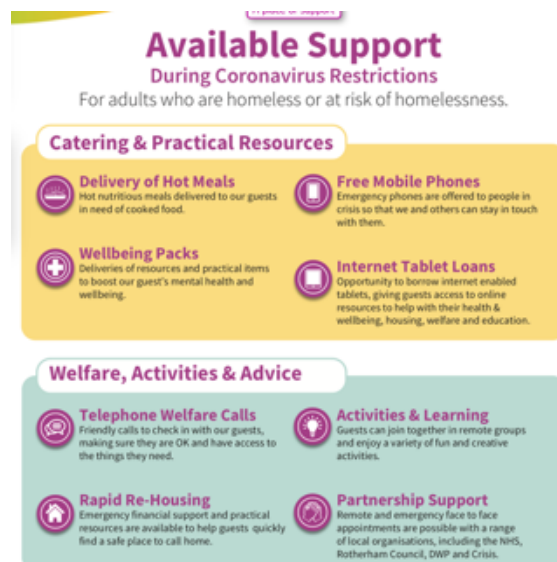 A place of support
Available Support
During Coronavirus Restrictions
For adults who are homeless or at risk of homelessness.
Catering & Practical Resources
Delivery of Hot Meals
Hot nutritious meals delivered to our guests
in need of cooked food.
Free Mobile Phones
Emergency phones are offered to people in
crisis so that we and others can stay in touch
with them.
Wellbeing Packs
Deliveries of resources and practical items
to boost our guest's mental health and
wellbeing.
Internet Tablet Loans
Opportunity to borrow internet enabled
tablets, giving guests access to online
resources to help with their health &
wellbeing, housing, welfare and education.
Welfare, Activities & Advice
Telephone Welfare Calls
Friendly calls to check in with our guests,
making sure they are OK and have access to
the things they need.
Activities & Learning
Guests can join together in remote groups
and enjoy a variety of fun and creative
activities.
Rapid Re-Housing
Emergency financial support and practical
resources are available to help guests quickly
find a safe place to call home.
Partnership Support
Remote and emergency face to face
appointments are possible with a range
of local organisations, including the NHS,
Rotherham Council, DWP and Crisis.